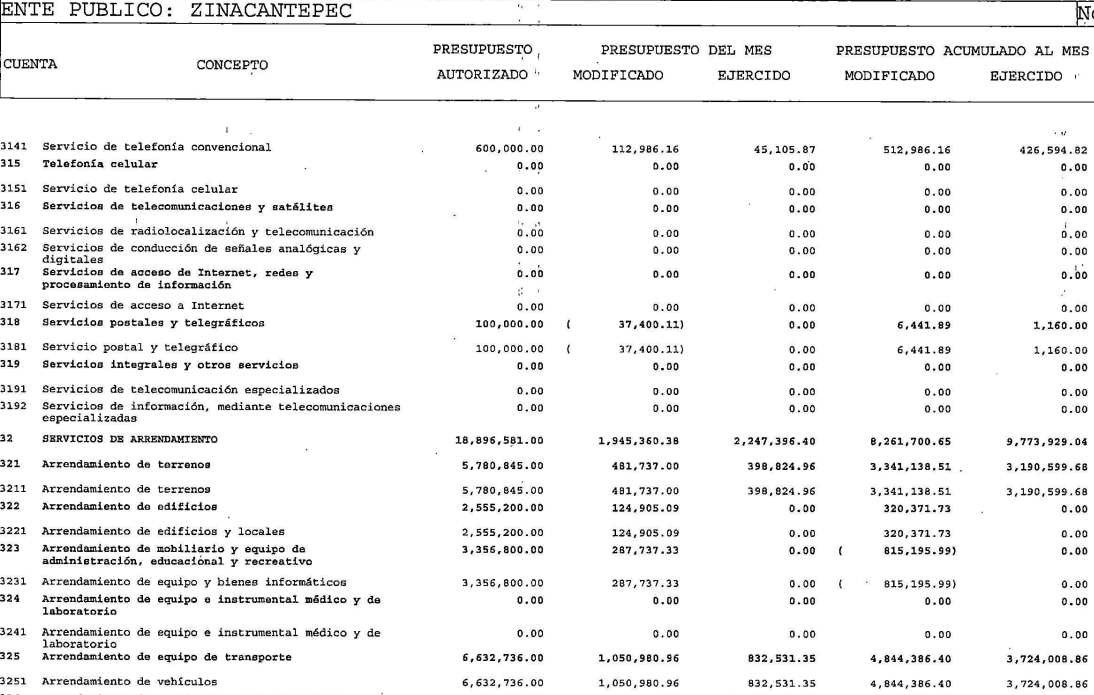 ENTE PUBLICO: ZINACANTEPEC
CUENTA CONCEPTO PRESUPUESTO AUTORIZADO PRESUPUESTO DEL MES PRESUPUESTO ACUMULADO AL MES
MODIFICADO EJERCIDO MODIFICADO EJERCIDO
3141 Servicio de telefonía convencional 600,000.00 112,986.16 45,105.87 512,986.16 426,594.82
315 Telefonía celular 0.00 0.00 0.00 0.00 0.00
3151 Servicio de telefonía celular 0.00 0.00 0.00 0.00 0.00
316 Servicios de telecomunicaciones y satélites 0.00 0.00 0.00 0.00 0.00
3161 Servicios de radiolocalización y telecomunicación 0.00 0.00 0.00 0.00 0.00
3162 Servicios de conducción de señales analógicas y 0.00 0.00 0.00 0.00 0.00
digitales
317 Servicios de acceso de Internet, redes y 0.00 0.00 0.00 0.00 0.00
procesamiento de información
3171 Servicios de acceso a Internet 0.00 0.00 0.00 0.00 0.00
318 Servicios postales y telegráficos 100,000.00 ( 37,400.11) 0.00 6,441.89 1,160.00
3181 Servicio postal y telegráfico 100,000.00 ( 37,400.11) 0.00 6,441.89 1,160.00
319 Servicios integrales y otros servicios 0.00 0.00 0.00 0.00 0.00
3191 Servicios de telecomunicación especializados 0.00 0.00 0.00 0.00 0.00
3192 Servicios de información, mediante telecomunicaciones 0.00 0.00 0.00 0.00 0.00
especializadas
32 SERVICIOS DE ARRENDAMIENTO 18,896,581.00 1,945,360.38 2,247,396.40 8,261,700.65 9,773,929.04
321 Arrendamiento de terrenos 5,780,845.00 481,737.00 398,824.96 3,341,138.51 3,190,599.68
3211 Arrendamiento de terrenos 5,780,845.00 481,737.00 398,824.96 3,341,138.51 3,190,599.68
322 Arrendamiento de edificios 2,555,200.00 124,905.09 0.00 320,371.73 0.00
3221 Arrendamiento de edificios y locales 2,555,200.00 124,905.09 0.00 320,371.73 0.00
323 Arrendamiento de mobiliario y equipo de 3,356,800.00 287,737.33 0.00 ( 815,195.99) 0.00
administración, educacional y recreativo
3231 Arrendamiento de equipo y bienes informáticos 3,356,800.00 287,737.33 0.00 ( 815,195.99) 0.00
324 Arrendamiento de equipo e instrumental médico y de 0.00 0.00 0.00 0.00 0.00
laboratorio
3241 Arrendamiento de equipo e instrumental médico y de 0.00 0.00 0.00 0.00 0.00
laboratorio
325 Arrendamiento de equipo de transporte 6,632,736.00 1,050,980.96 832,531.35 4,844,386.40 3,724,008.86
3251 Arrendamiento de vehículos 6,632,736.00 1,050,980.96 832,531.35 4,844,386.40 3,724,008.86